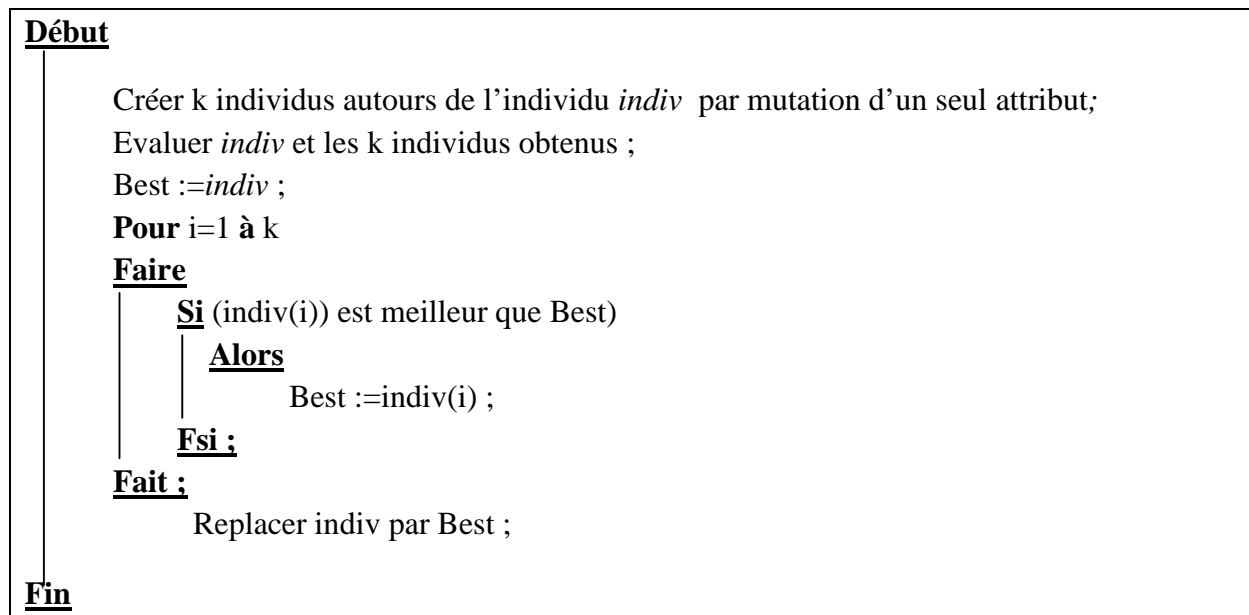 Début
Créer k individus autours de l’individu indiv par mutation d’un seul attribut;
Evaluer indiv et les k individus obtenus ;
Best :=indiv ;
Pour i=1 à k
Faire
Si (indiv(i)) est meilleur que Best)
Alors
Best :=indiv(i) ;
Fsi ;
Fait ;
Replacer indiv par Best ;
Fin